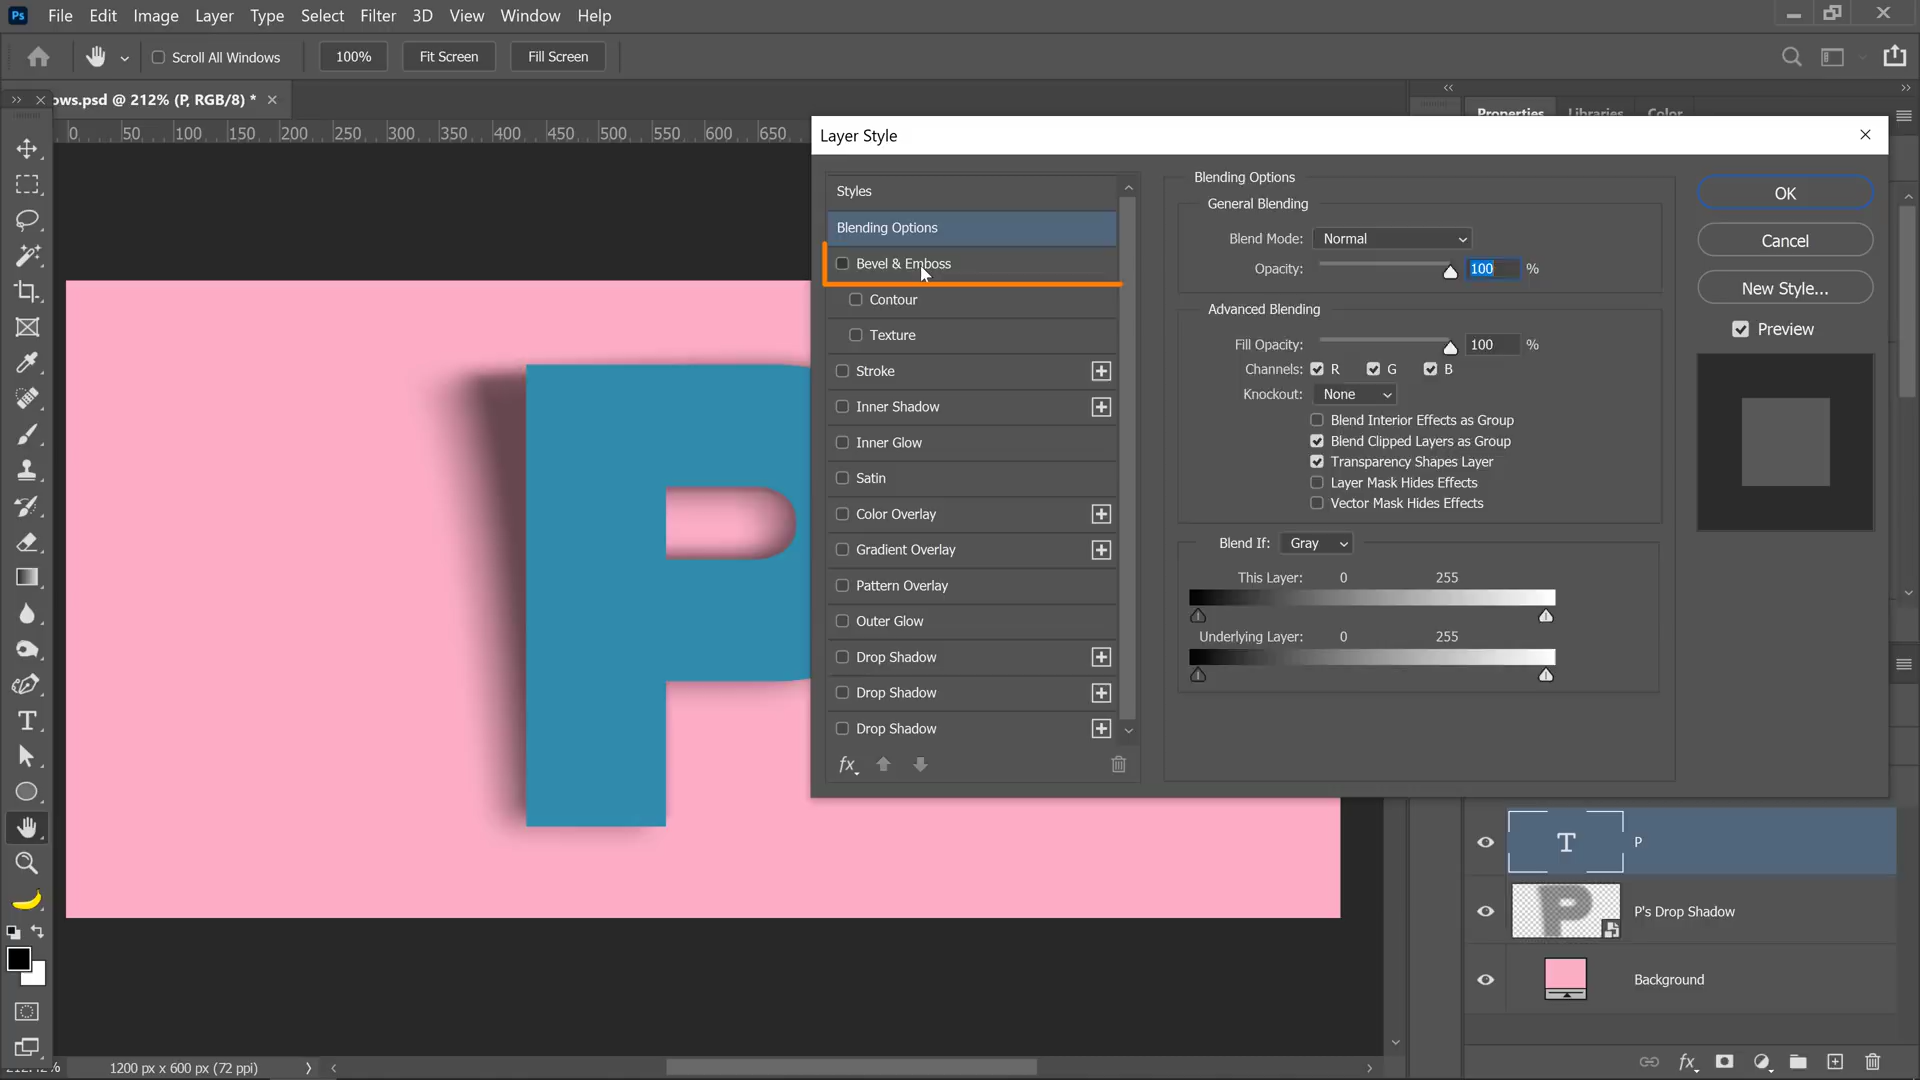 Ps File Edit Image Layer Type Select Filter 3D View Window Help
Scroll All Windows 100% Fit Screen Fill Screen
ows.psd @ 212% (P, RGB/8) *
Properties Libraries Color
0 50 100 150 200 250 300 350 400 450 500 550 600 650
Layer Style
Styles
Blending Options
Bevel & Emboss
Contour
Texture
Stroke
Inner Shadow
Inner Glow
Satin
Color Overlay
Gradient Overlay
Pattern Overlay
Outer Glow
Drop Shadow
Drop Shadow
Drop Shadow
fx
Blending Options
General Blending
Blend Mode: Normal
Opacity: 100 %
Advanced Blending
Fill Opacity: 100 %
Channels: R G B
Knockout: None
Blend Interior Effects as Group
Blend Clipped Layers as Group
Transparency Shapes Layer
Layer Mask Hides Effects
Vector Mask Hides Effects
Blend If: Gray
This Layer: 0 255
Underlying Layer: 0 255
OK
Cancel
New Style...
Preview
P
T P
P's Drop Shadow
Background
1200 px x 600 px (72 ppi)
fx